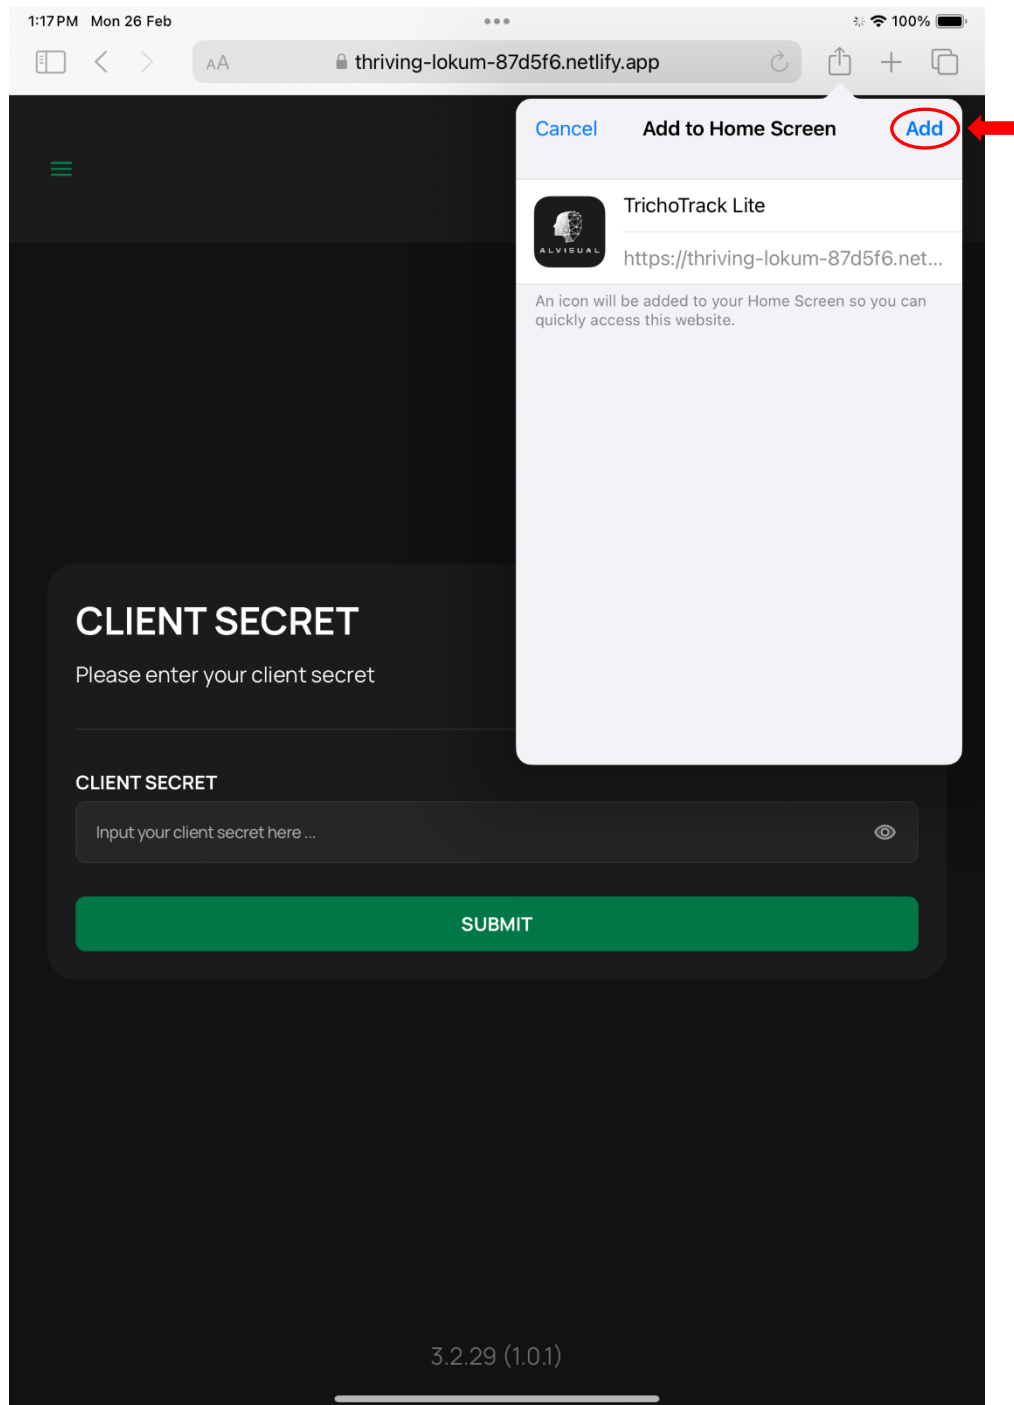 1:17 PM Mon 26 Feb
100%
AA
thriving-lokum-87d5f6.netlify.app
Cancel
Add to Home Screen
Add
ALVISUAL
TrichoTrack Lite
https://thriving-lokum-87d5f6.net...
An icon will be added to your Home Screen so you can
quickly access this website.
CLIENT SECRET
Please enter your client secret
CLIENT SECRET
Input your client secret here ...
SUBMIT
3.2.29 (1.0.1)